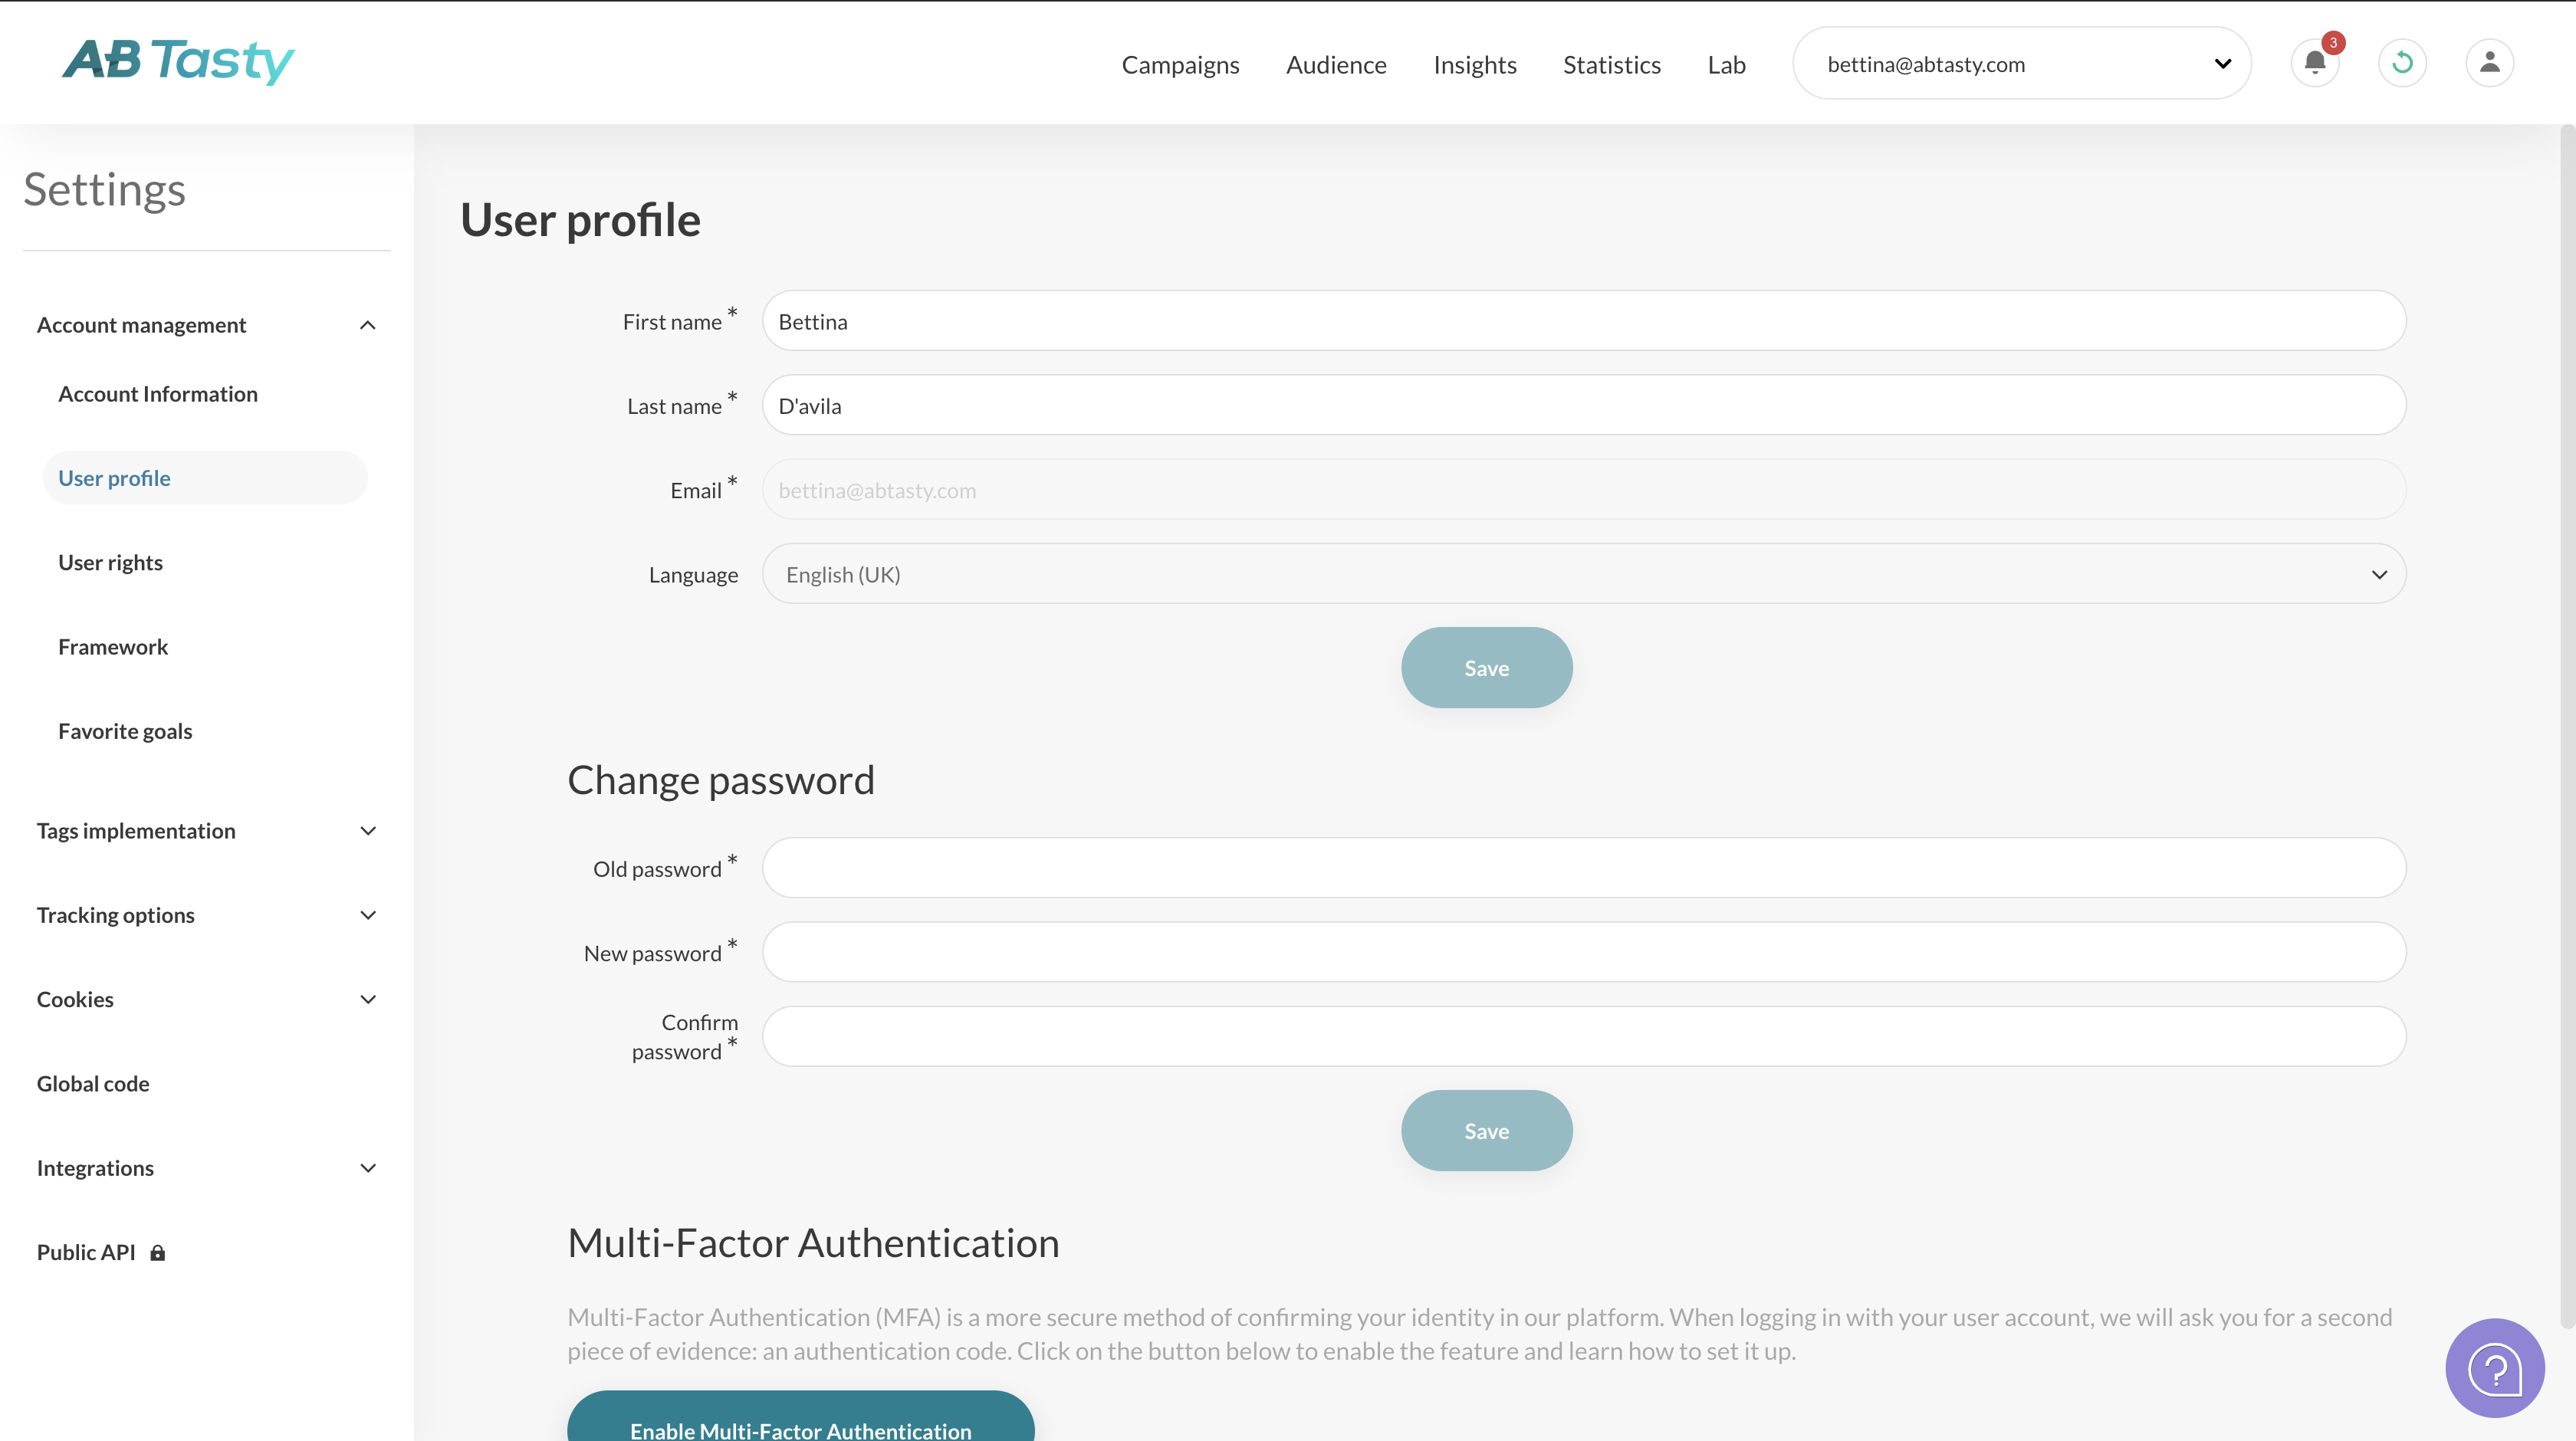 AB Tasty
Campaigns
Audience
Insights
Statistics
Lab
bettina@abtasty.com
3
Settings
Account management
Account Information
User profile
User rights
Framework
Favorite goals
Tags implementation
Tracking options
Cookies
Global code
Integrations
Public API
User profile
First name *
Bettina
Last name *
D'avila
Email *
bettina@abtasty.com
Language
English (UK)
Save
Change password
Old password *
New password *
Confirm
password *
Save
Multi-Factor Authentication
Multi-Factor Authentication (MFA) is a more secure method of confirming your identity in our platform. When logging in with your user account, we will ask you for a second
piece of evidence: an authentication code. Click on the button below to enable the feature and learn how to set it up.
Enable Multi-Factor Authentication
?